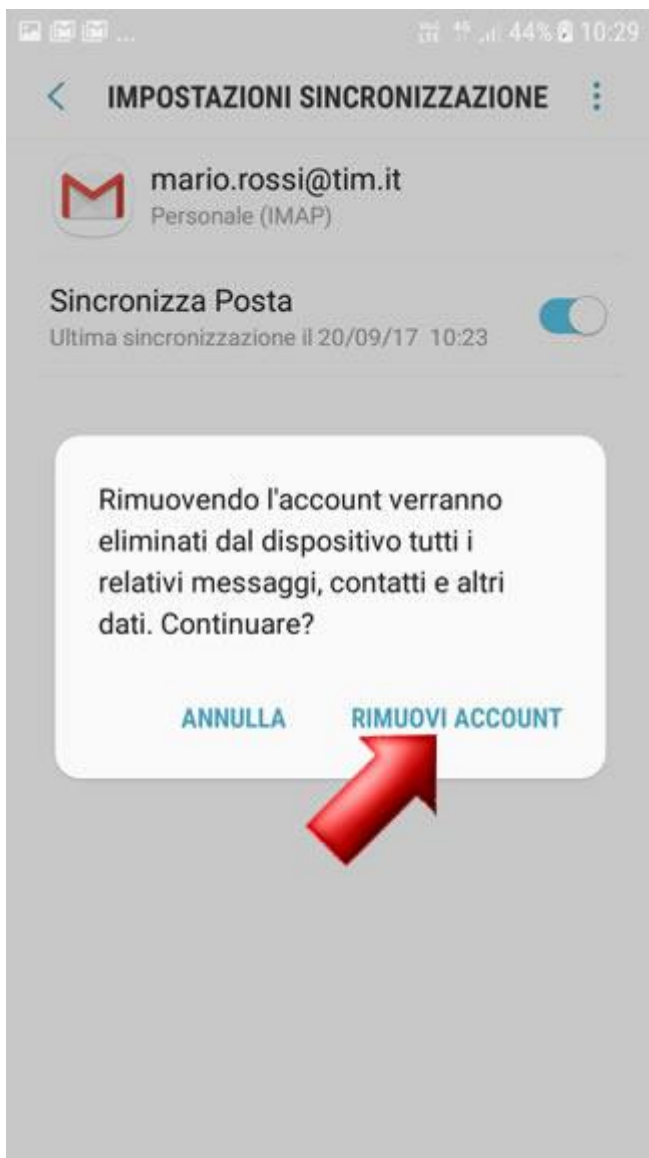 ... 44% 10:29
IMPOSTAZIONI SINCRONIZZAZIONE
mario.rossi@tim.it
Personale (IMAP)
Sincronizza Posta
Ultima sincronizzazione il 20/09/17 10:23
Rimuovendo l'account verranno
eliminati dal dispositivo tutti i
relativi messaggi, contatti e altri
dati. Continuare?
ANNULLA RIMUOVI ACCOUNT